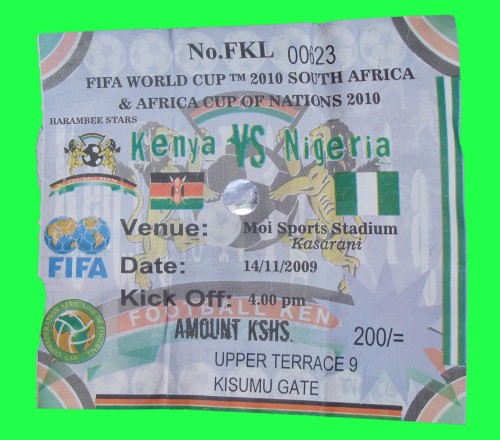 No.FKL 00623
FIFA WORLD CUP ™ 2010 SOUTH AFRICA
& AFRICA CUP OF NATIONS 2010
HARAMBEE STARS
Kenya VS Nigeria
FIFA
Venue: Moi Sports Stadium
Kasarani
Date: 14/11/2009
Kick Off: 4.00 pm
FOOTBALL KEN
AMOUNT KSHS. 200/=
UPPER TERRACE 9
KISUMU GATE